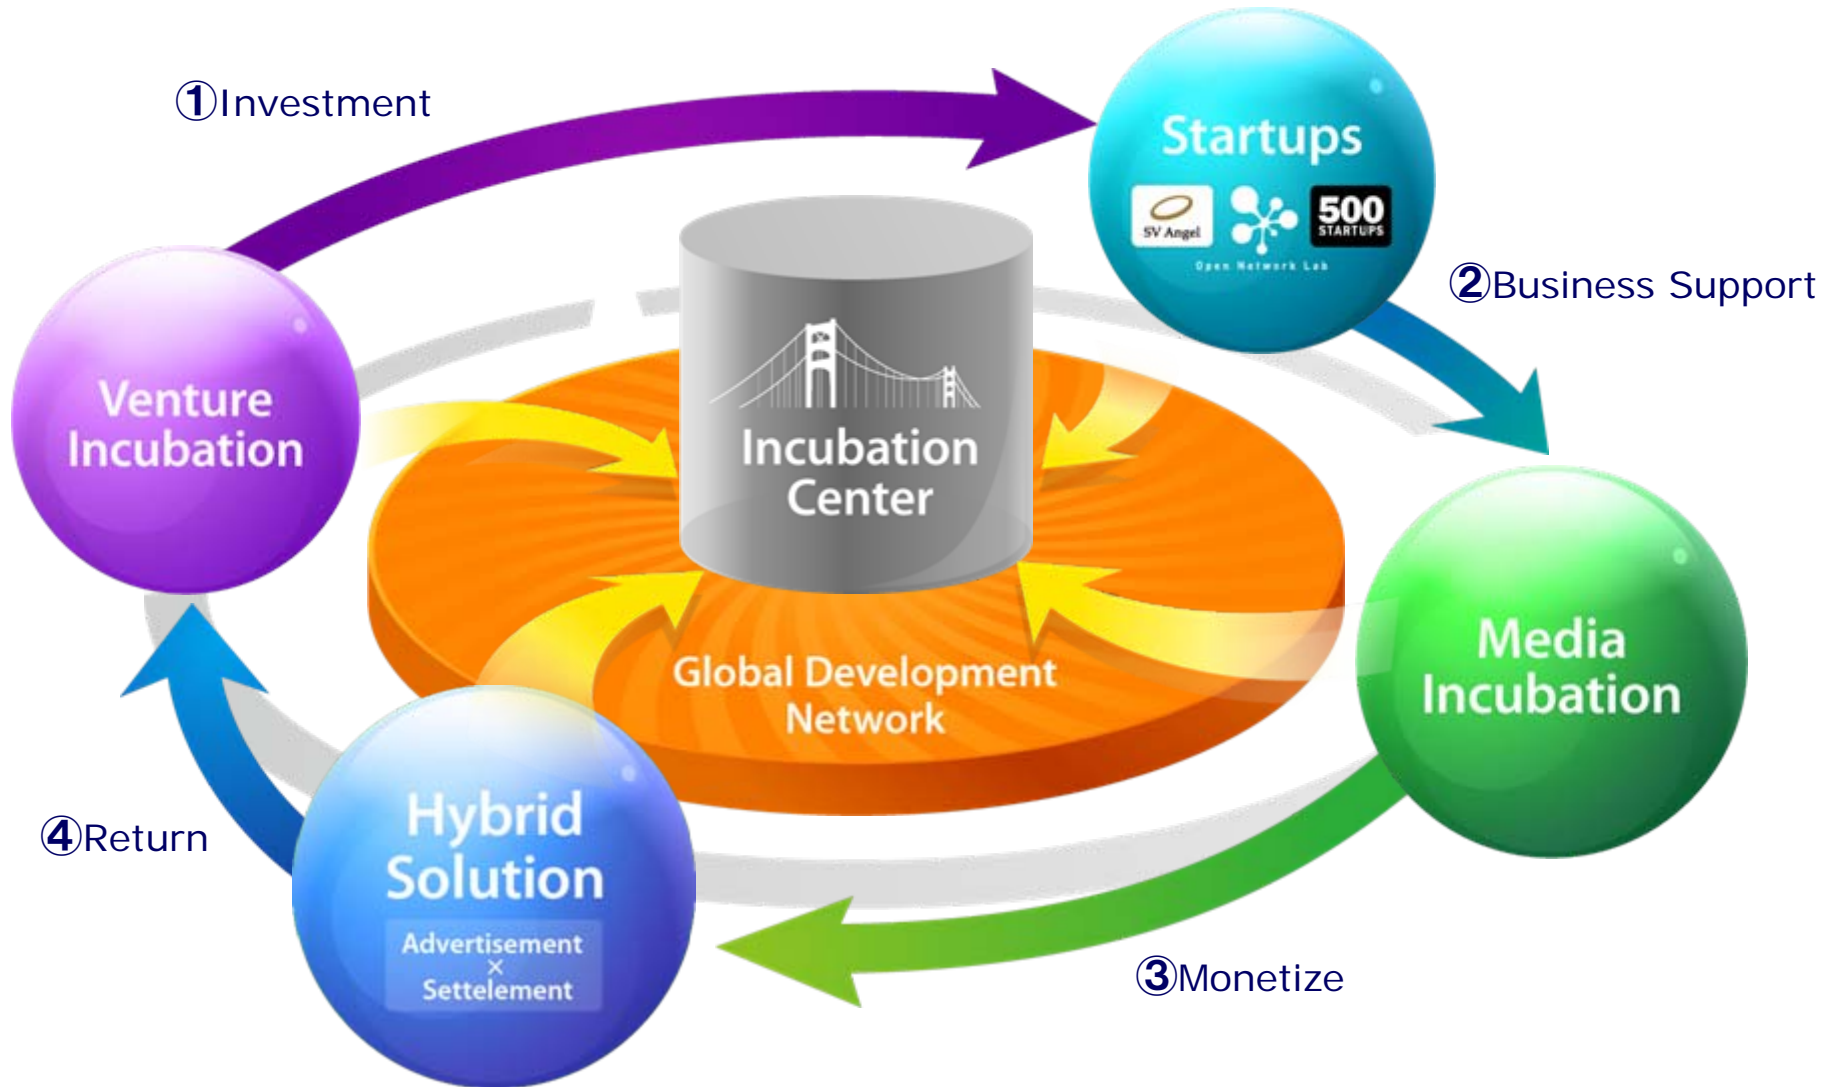 ①Investment
Startups
SV Angel
500
STARTUPS
Open Network Lab
②Business Support
Venture
Incubation
Incubation
Center
Media
Incubation
Global Development
Network
Hybrid
Solution
Advertisement
×
Settelement
④Return
③Monetize